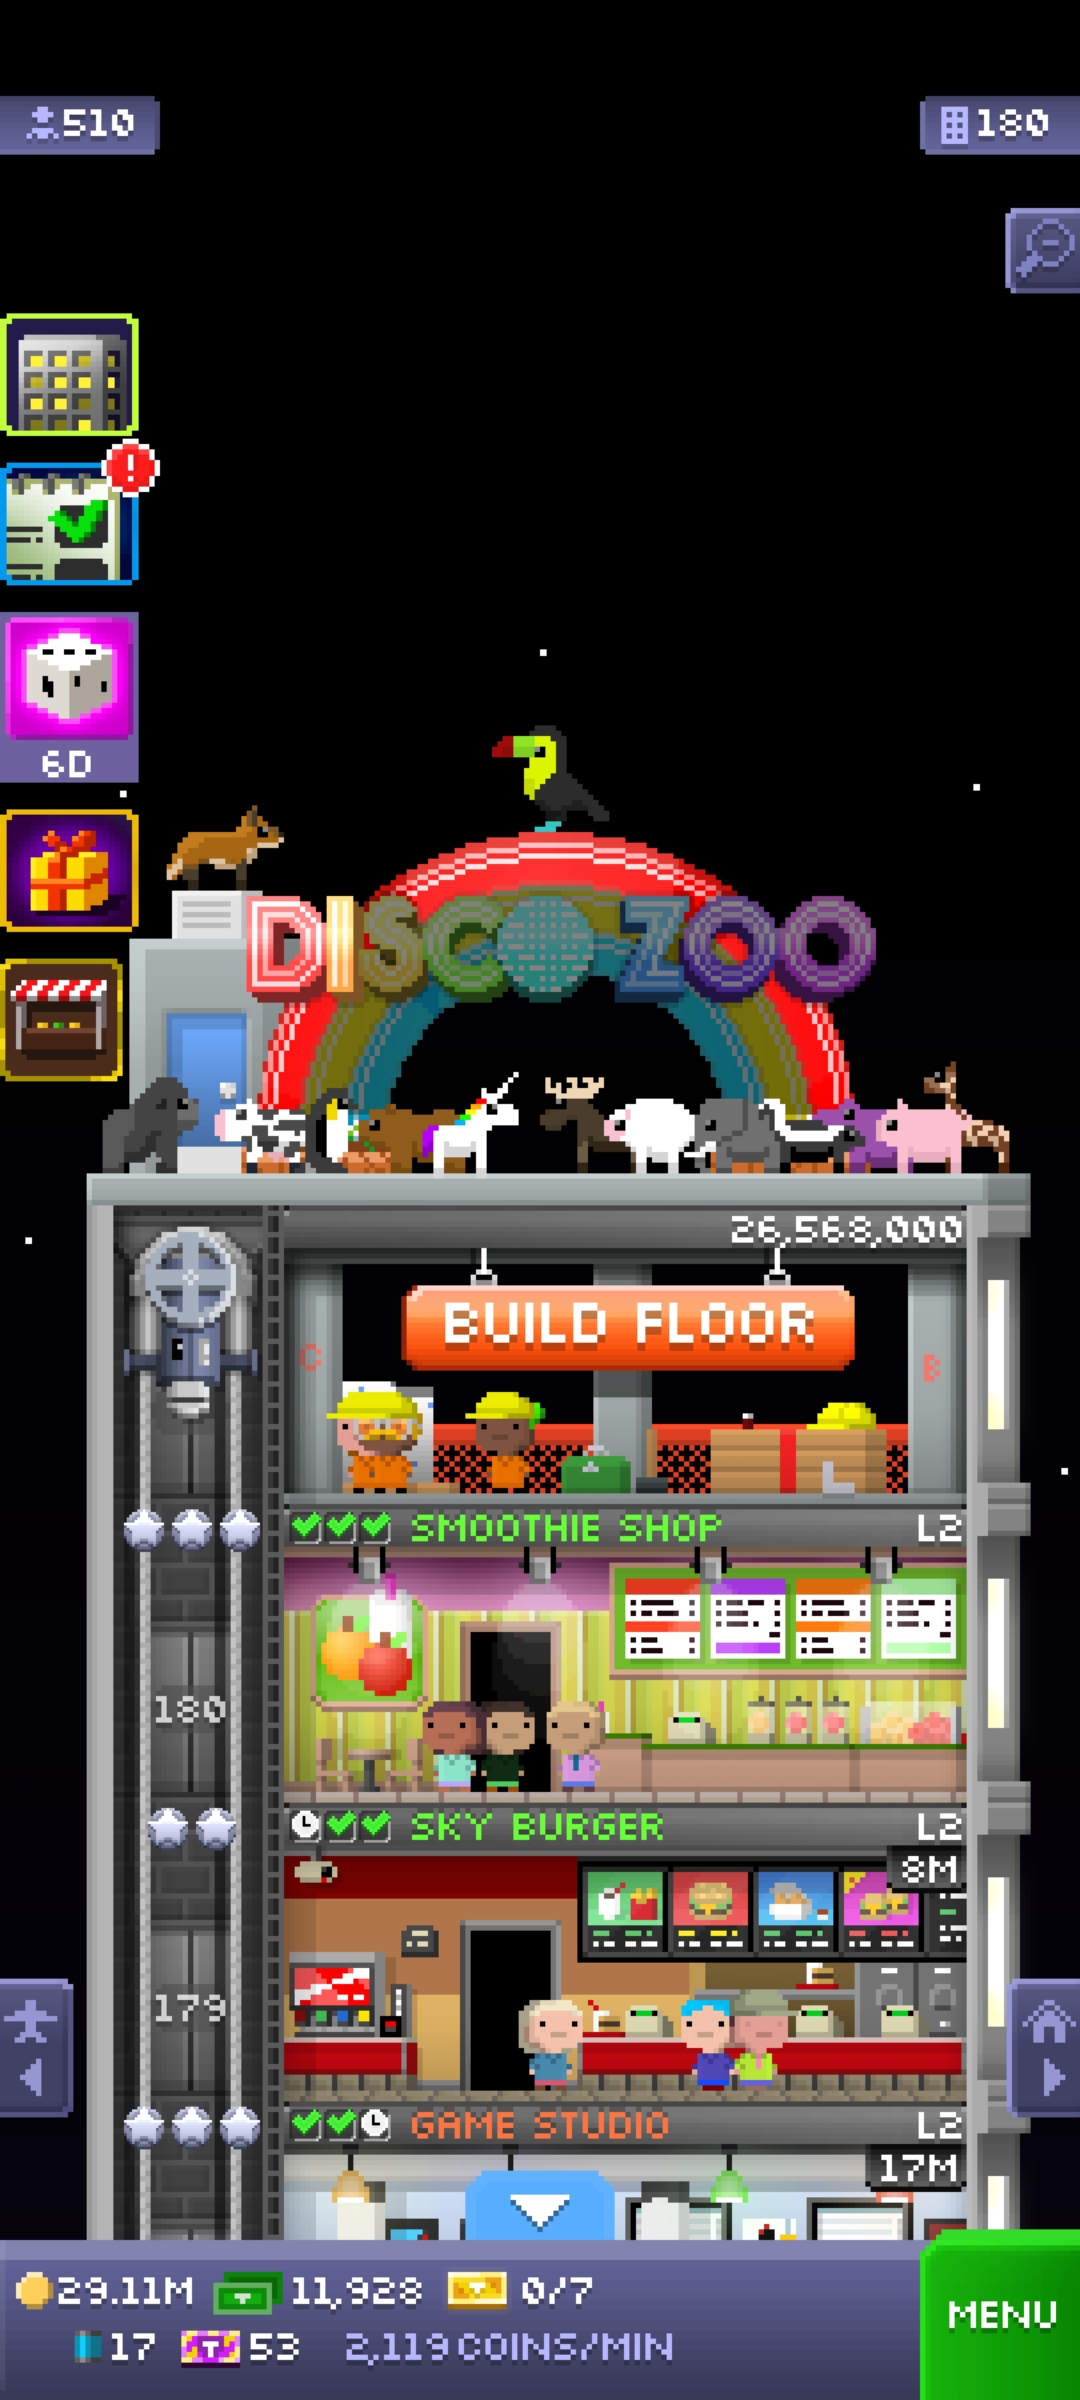 510
180
6D
DISCO ZOO
26,568,000
BUILD FLOOR
C
B
SMOOTHIE SHOP L2
180
SKY BURGER L2
8M
179
GAME STUDIO L2
17M
29.11M 11,928 0/7
MENU
17 T 53 2,119 COINS/MIN